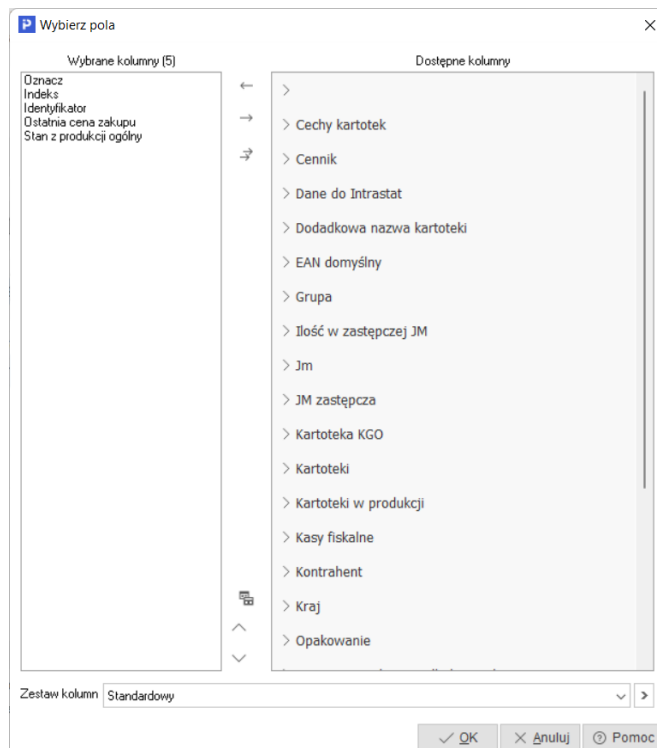 Wybierz pola
Wybrane kolumny (5)
Dostępne kolumny
Oznacz
Indeks
Identyfikator
Ostatnia cena zakupu
Stan z produkcji ogólny
Cechy kartotek
Cennik
Dane do Intrastat
Dodadkowa nazwa kartoteki
EAN domyślny
Grupa
Ilość w zastępczej JM
Jm
JM zastępcza
Kartoteka KGO
Kartoteki
Kartoteki w produkcji
Kasy fiskalne
Kontrahent
Kraj
Opakowanie
Zestaw kolumn
Standardowy
OK
Anuluj
Pomoc